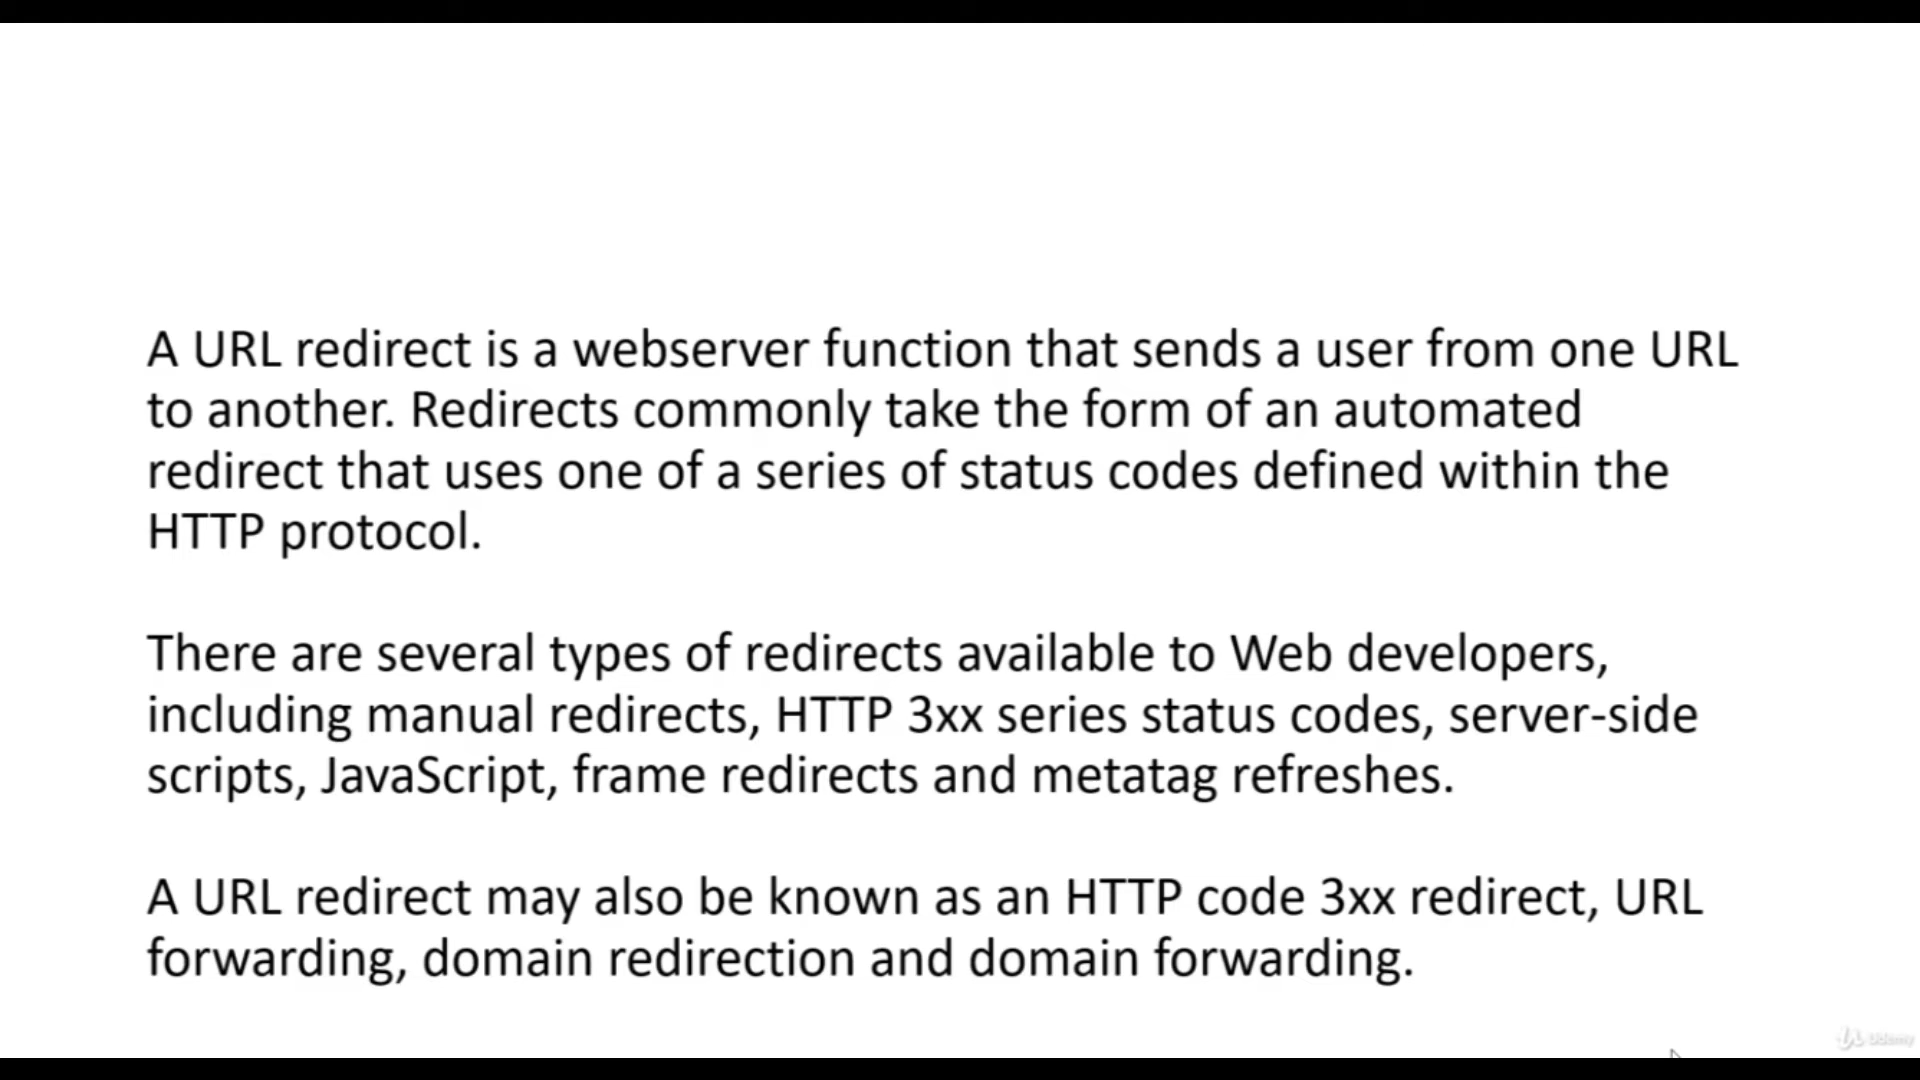 A URL redirect is a webserver function that sends a user from one URL
to another. Redirects commonly take the form of an automated
redirect that uses one of a series of status codes defined within the
HTTP protocol.
There are several types of redirects available to Web developers,
including manual redirects, HTTP 3xx series status codes, server-side
scripts, JavaScript, frame redirects and metatag refreshes.
A URL redirect may also be known as an HTTP code 3xx redirect, URL
forwarding, domain redirection and domain forwarding.
Udemy